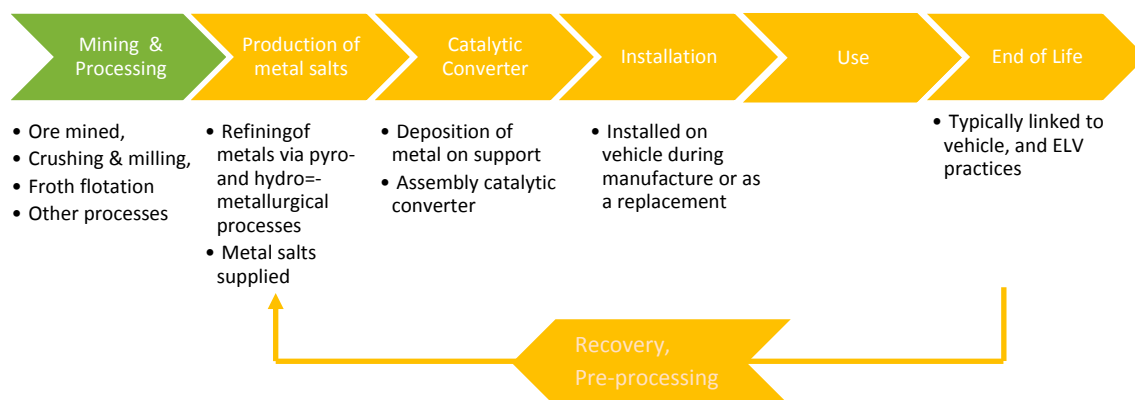 Mining &
Processing
Production of
metal salts
Catalytic
Converter
Installation
Use
End of Life
• Ore mined,
• Crushing & milling,
• Froth flotation
• Other processes
• Refiningof
metals via pyro-
and hydro=-
metallurgical
processes
• Metal salts
supplied
• Deposition of
metal on support
• Assembly catalytic
converter
• Installed on
vehicle during
manufacture or as
a replacement
• Typically linked to
vehicle, and ELV
practices
Recovery,
Pre-processing